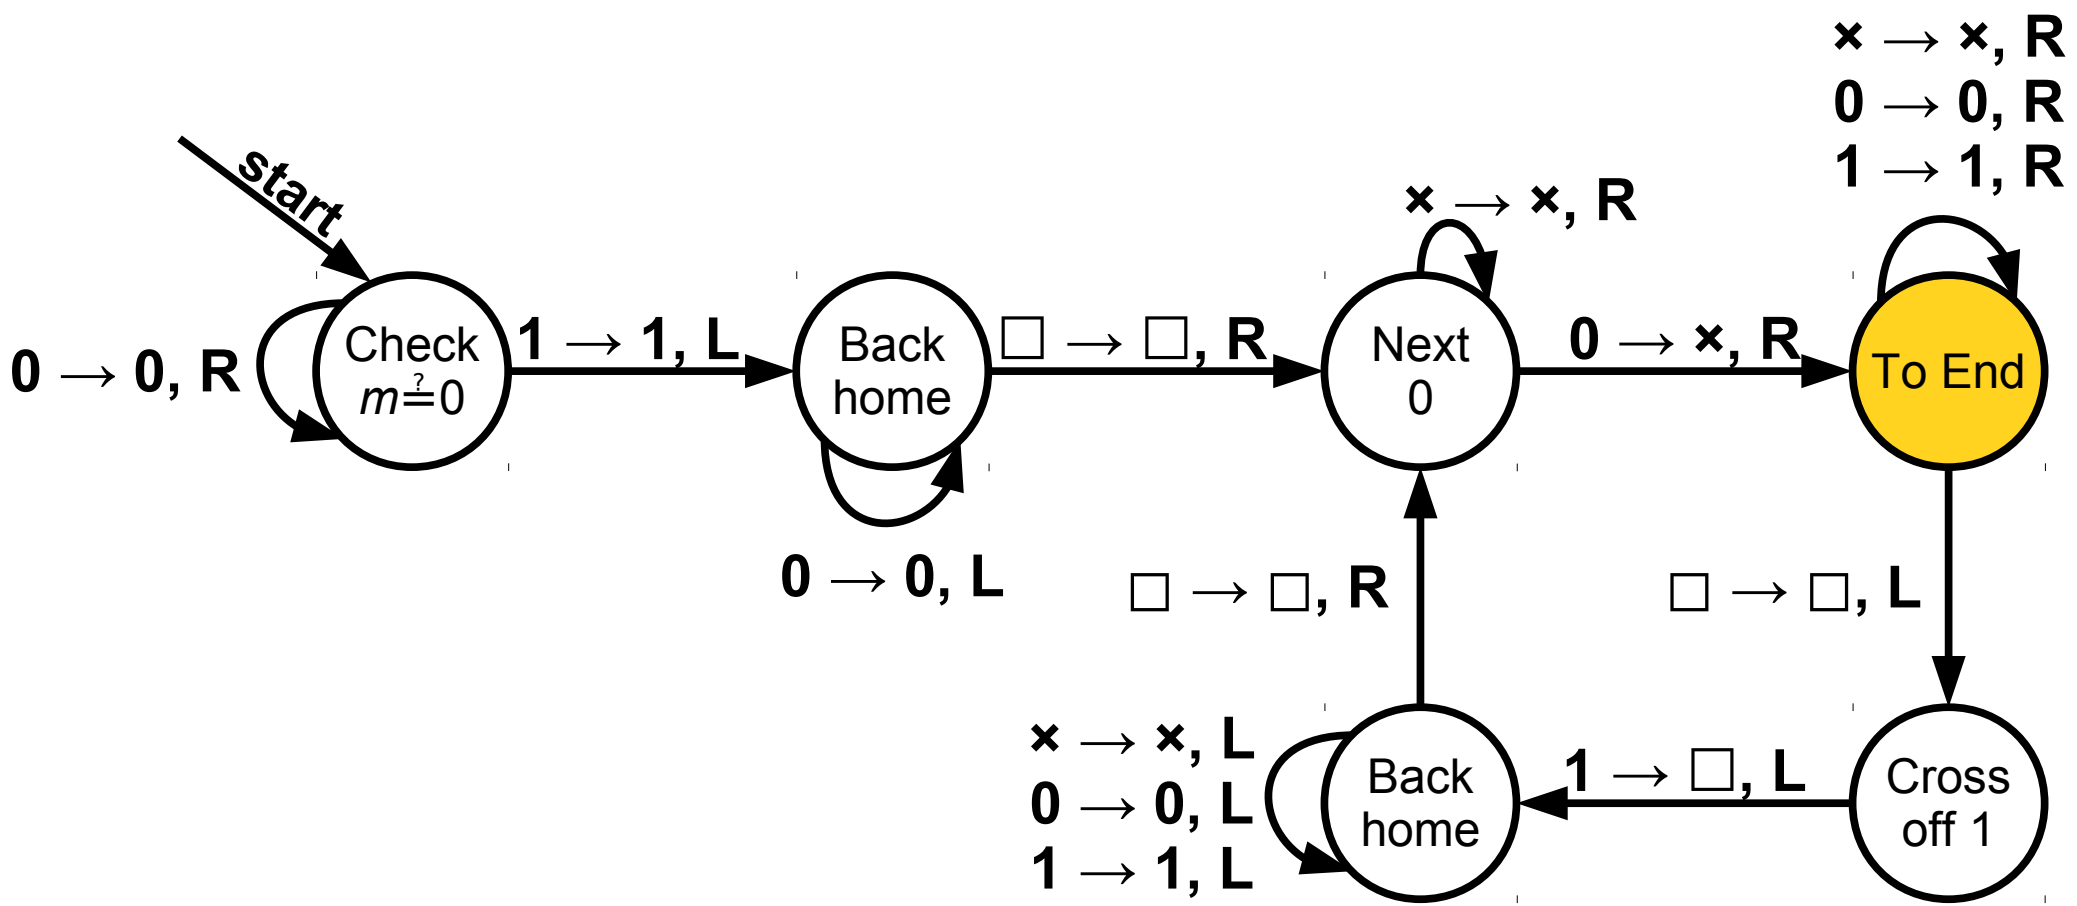 × → ×, R
0 → 0, R
1 → 1, R
start
× → ×, R
0 → 0, R
Check
m≟0
1 → 1, L
Back
home
□ → □, R
Next
0
0 → ×, R
To End
0 → 0, L
□ → □, R
□ → □, L
× → ×, L
0 → 0, L
1 → 1, L
Back
home
1 → □, L
Cross
off 1